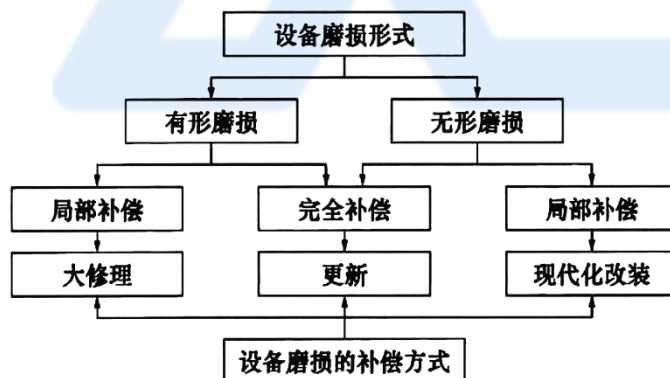 设备磨损形式
有形磨损
无形磨损
局部补偿
完全补偿
局部补偿
大修理
更新
现代化改装
设备磨损的补偿方式